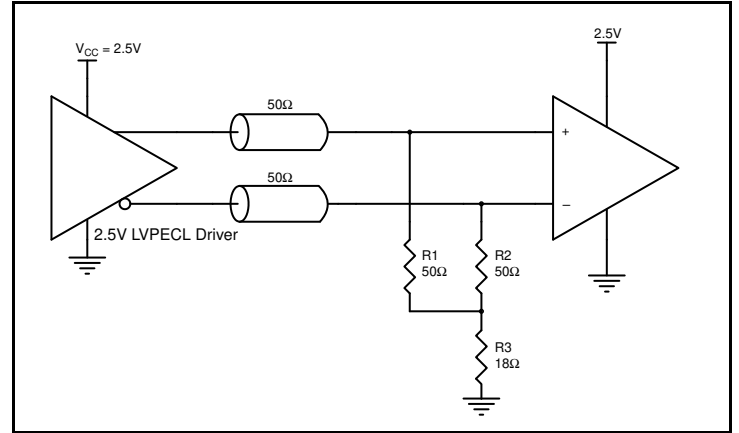 V_CC = 2.5V
2.5V
50Ω
50Ω
+
−
2.5V LVPECL Driver
R1
50Ω
R2
50Ω
R3
18Ω